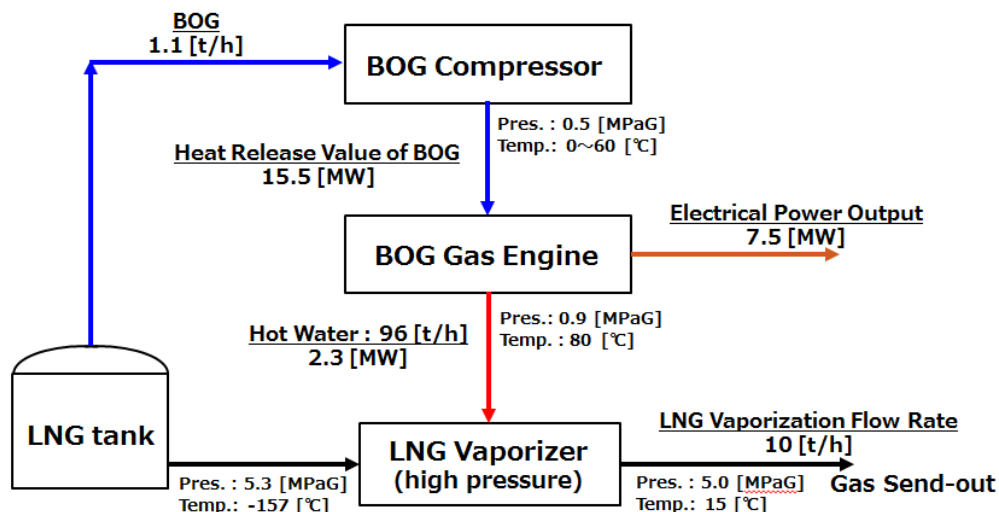 BOG
1.1 [t/h]
BOG Compressor
Pres. : 0.5 [MPaG]
Temp.: 0～60 [℃]
Heat Release Value of BOG
15.5 [MW]
Electrical Power Output
7.5 [MW]
BOG Gas Engine
Pres.: 0.9 [MPaG]
Temp. : 80 [℃]
Hot Water : 96 [t/h]
2.3 [MW]
LNG tank
LNG Vaporizer
(high pressure)
LNG Vaporization Flow Rate
10 [t/h]
Pres. : 5.3 [MPaG]
Temp.: -157 [℃]
Pres. : 5.0 [MPaG]
Temp.: 15 [℃]
Gas Send-out